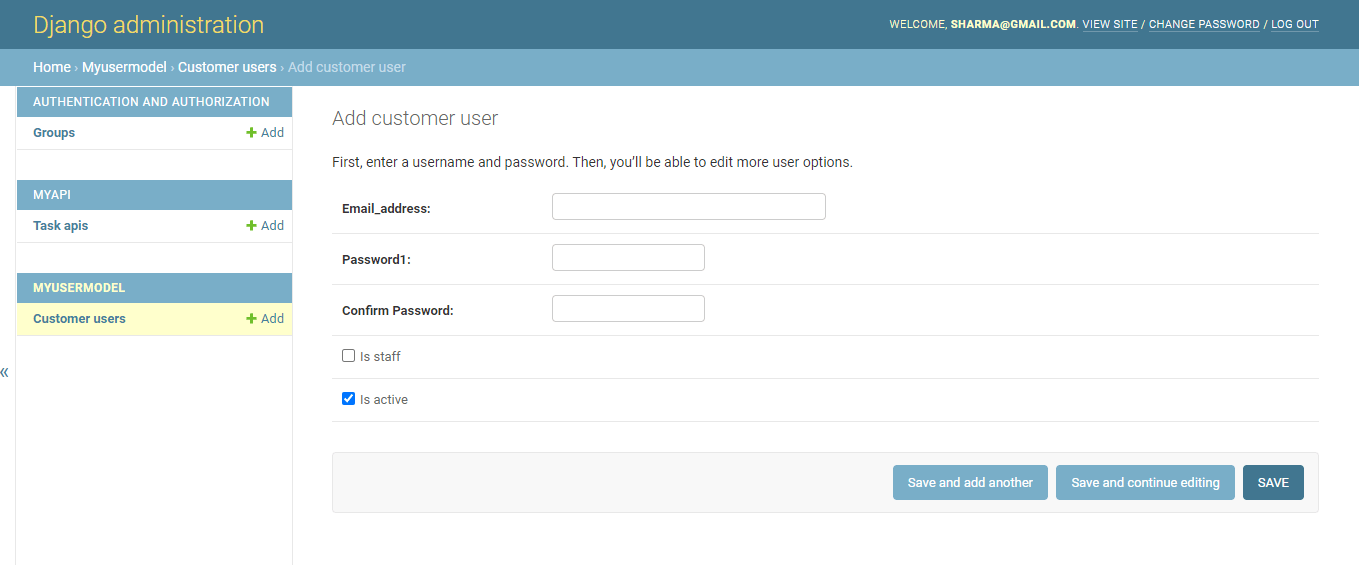 Django administration
WELCOME, SHARMA@GMAIL.COM. VIEW SITE / CHANGE PASSWORD / LOG OUT
Home › Myusermodel › Customer users › Add customer user
AUTHENTICATION AND AUTHORIZATION
Groups + Add
MYAPI
Task apis + Add
MYUSERMODEL
Customer users + Add
«
Add customer user
First, enter a username and password. Then, you’ll be able to edit more user options.
Email_address:
Password1:
Confirm Password:
Is staff
Is active
Save and add another Save and continue editing SAVE